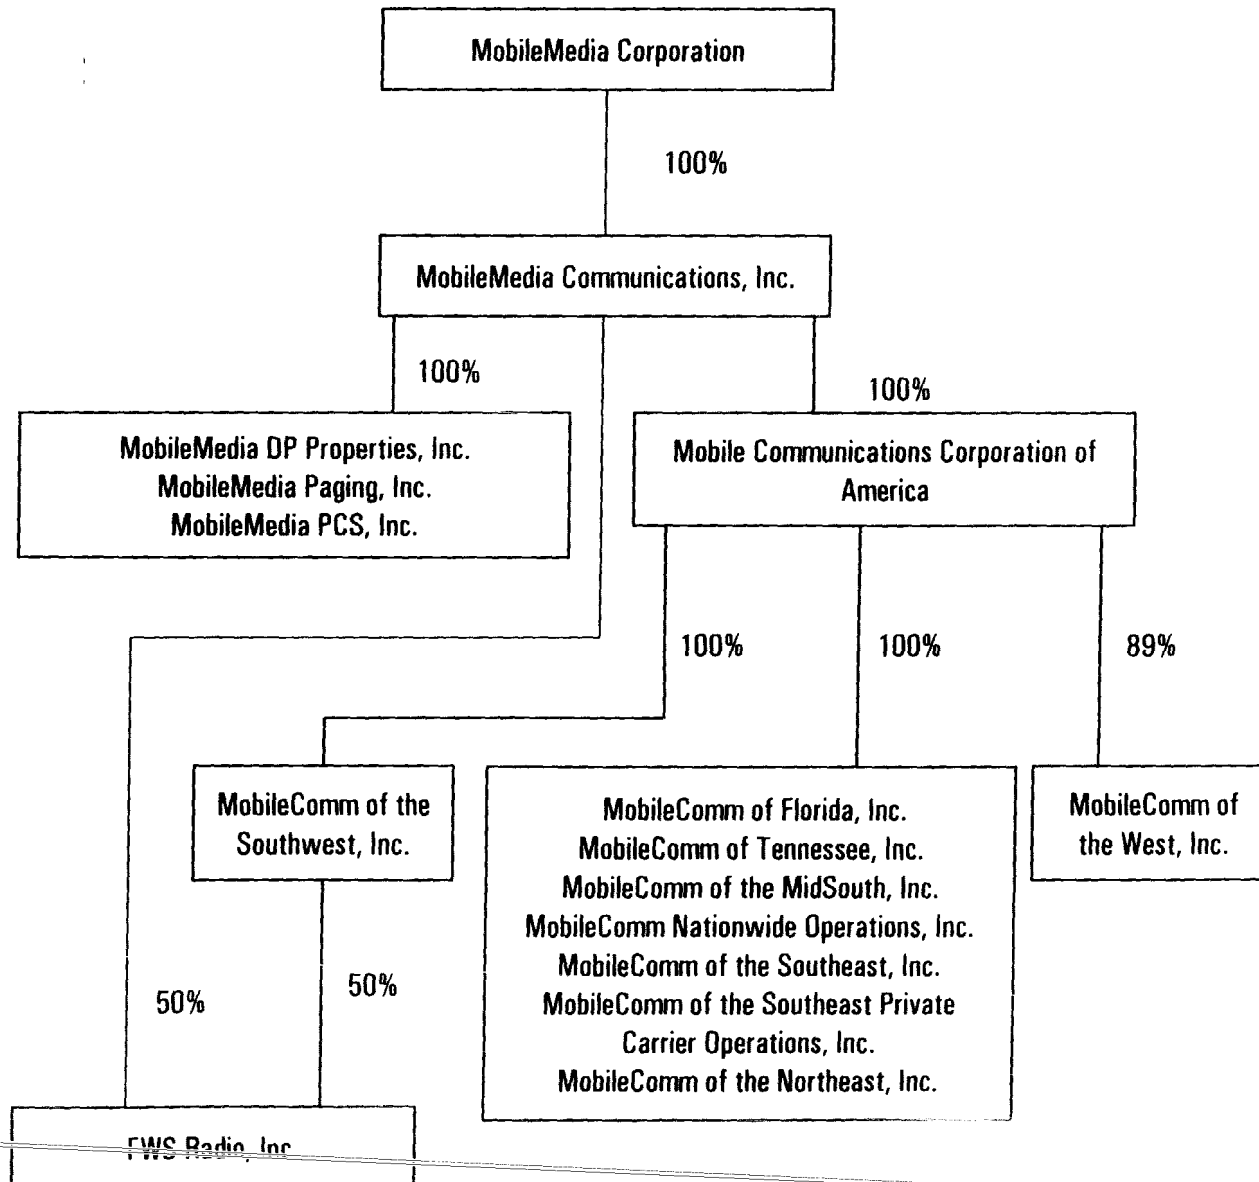 MobileMedia Corporation
100%
MobileMedia Communications, Inc.
100%
100%
MobileMedia DP Properties, Inc.
MobileMedia Paging, Inc.
MobileMedia PCS, Inc.
Mobile Communications Corporation of
America
100%
100%
89%
MobileComm of the
Southwest, Inc.
MobileComm of Florida, Inc.
MobileComm of Tennessee, Inc.
MobileComm of the MidSouth, Inc.
MobileComm Nationwide Operations, Inc.
MobileComm of the Southeast, Inc.
MobileComm of the Southeast Private
Carrier Operations, Inc.
MobileComm of the Northeast, Inc.
MobileComm of
the West, Inc.
50%
50%
FWS Radio, Inc